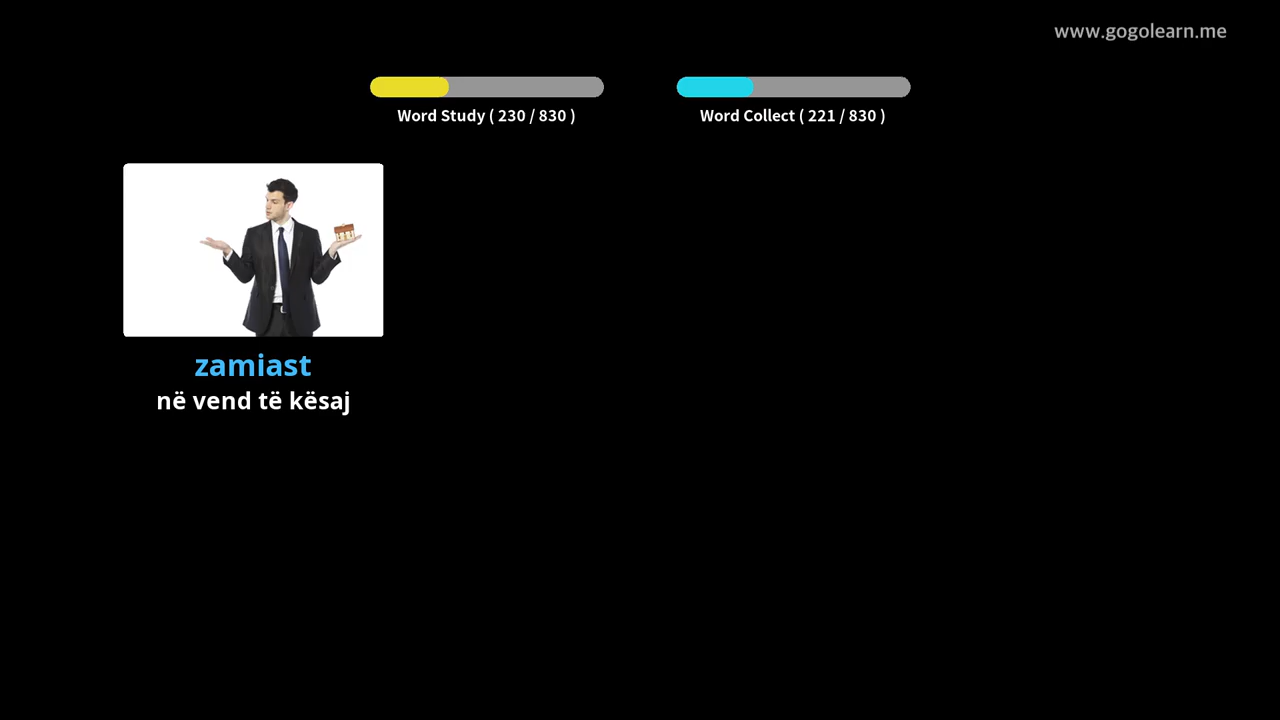 www.gogolearn.me
Word Study ( 230 / 830 )
Word Collect ( 221 / 830 )
zamiast
në vend të kësaj